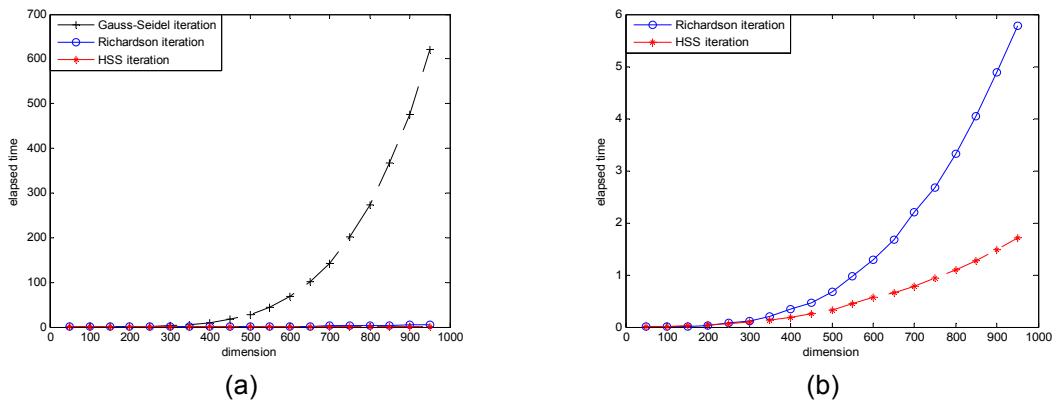 700
600
500
400
300
200
100
0
elapsed time
Gauss-Seidel iteration
Richardson iteration
HSS iteration
0 100 200 300 400 500 600 700 800 900 1000
dimension
(a)
6
5
4
3
2
1
0
elapsed time
Richardson iteration
HSS iteration
0 100 200 300 400 500 600 700 800 900 1000
dimension
(b)